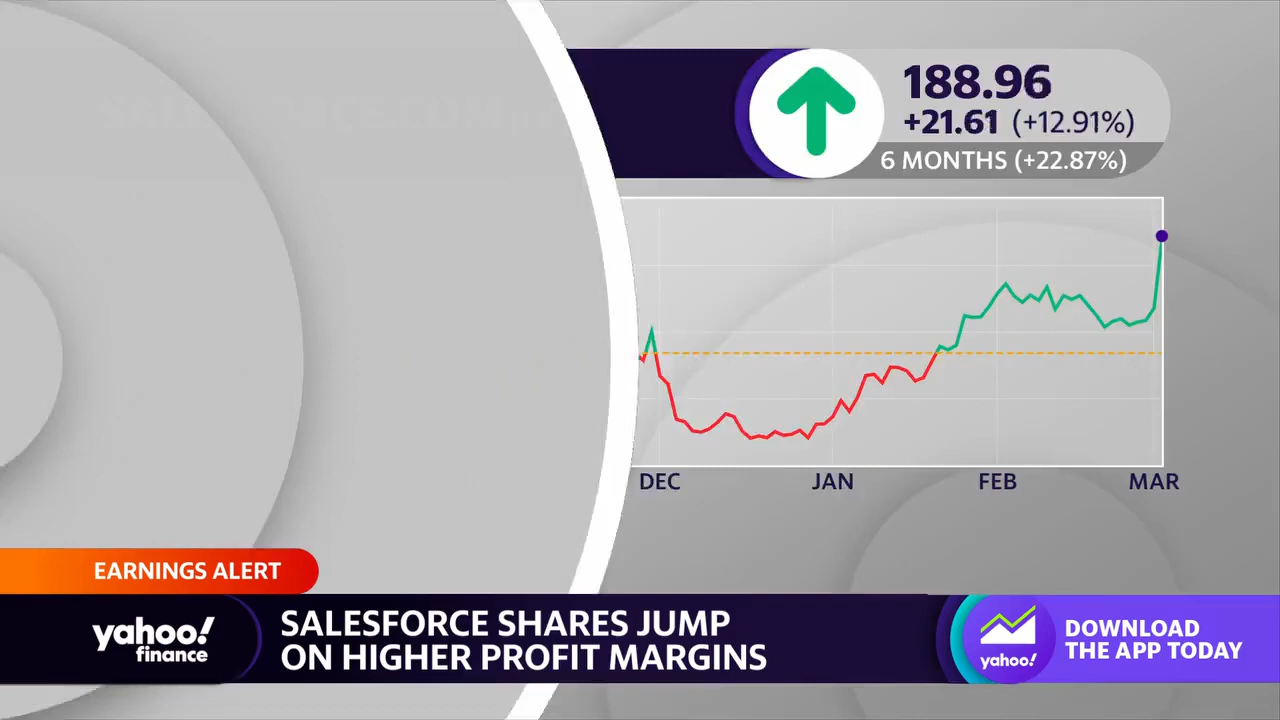 188.96
+21.61 (+12.91%)
6 MONTHS (+22.87%)
DEC JAN FEB MAR
EARNINGS ALERT
yahoo!
finance
SALESFORCE SHARES JUMP
ON HIGHER PROFIT MARGINS
yahoo!
DOWNLOAD
THE APP TODAY